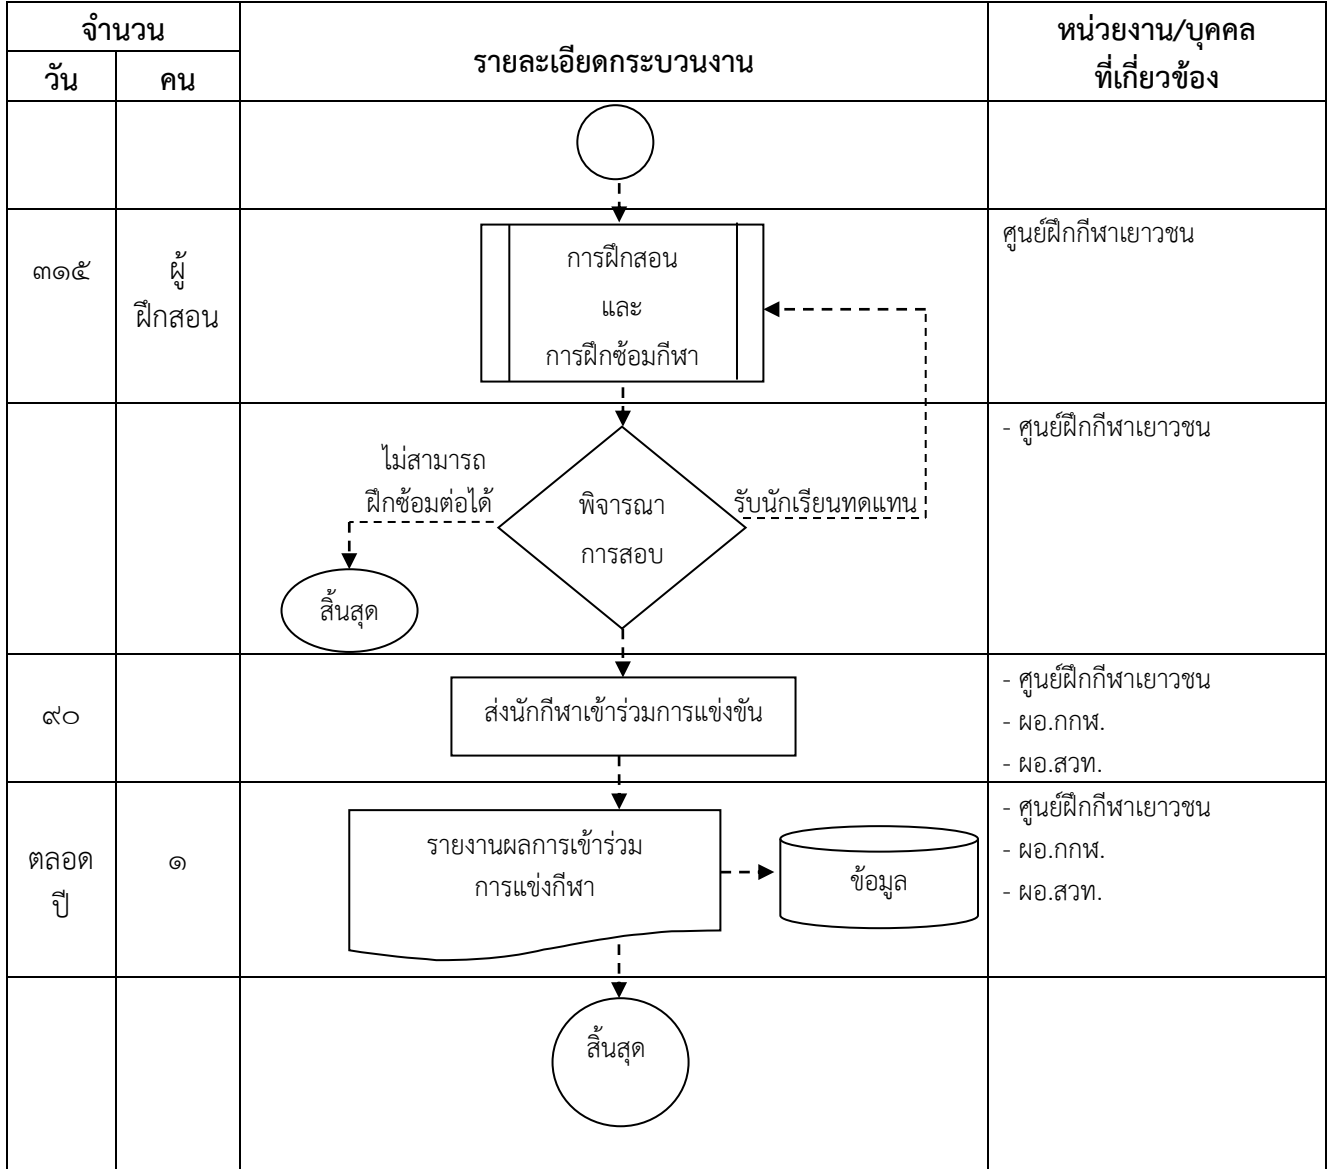 จำนวน
วัน
คน
รายละเอียดกระบวนงาน
หน่วยงาน/บุคคล
ที่เกี่ยวข้อง
๓๑๕
ผู้
ฝึกสอน
การฝึกสอน
และ
การฝึกซ้อมกีฬา
ศูนย์ฝึกกีฬาเยาวชน
ไม่สามารถ
ฝึกซ้อมต่อได้
พิจารณา
การสอบ
รับนักเรียนทดแทน
สิ้นสุด
- ศูนย์ฝึกกีฬาเยาวชน
๙๐
ส่งนักกีฬาเข้าร่วมการแข่งขัน
- ศูนย์ฝึกกีฬาเยาวชน
- ผอ.กกฬ.
- ผอ.สวท.
ตลอด
ปี
๑
รายงานผลการเข้าร่วม
การแข่งกีฬา
ข้อมูล
- ศูนย์ฝึกกีฬาเยาวชน
- ผอ.กกฬ.
- ผอ.สวท.
สิ้นสุด